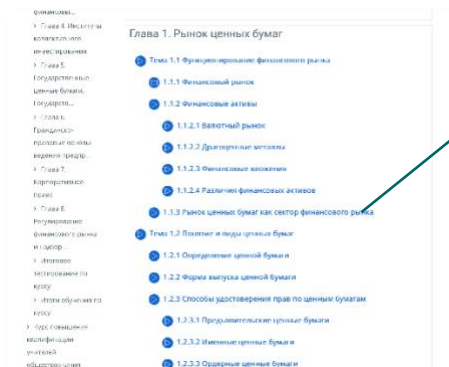 финансовы...
> Глава 4. Институты
коллективного
инвестирования
> Глава 5.
Государственные
ценные бумаги.
Государств...
> Глава 6.
Гражданско-
правовые основы
ведения предпр...
> Глава 7.
Корпоративное
право
> Глава 8.
Регулирование
финансового рынка
и надзор...
> Итоговое
тестирование по
курсу
> Итоги обучения по
курсу
> Курс повышения
квалификации
учителей
обществознания
Глава 1. Рынок ценных бумаг
Тема 1.1 Функционирование финансового рынка
1.1.1 Финансовый рынок
1.1.2 Финансовые активы
1.1.2.1 Валютный рынок
1.1.2.2 Драгоценные металлы
1.1.2.3 Финансовые вложения
1.1.2.4 Различия финансовых активов
1.1.3 Рынок ценных бумаг как сектор финансового рынка
Тема 1.2 Понятие и виды ценных бумаг
1.2.1 Определение ценной бумаги
1.2.2 Форма выпуска ценной бумаги
1.2.3 Способы удостоверения прав по ценным бумагам
1.2.3.1 Предъявительские ценные бумаги
1.2.3.2 Именные ценные бумаги
1.2.3.3 Ордерные ценные бумаги